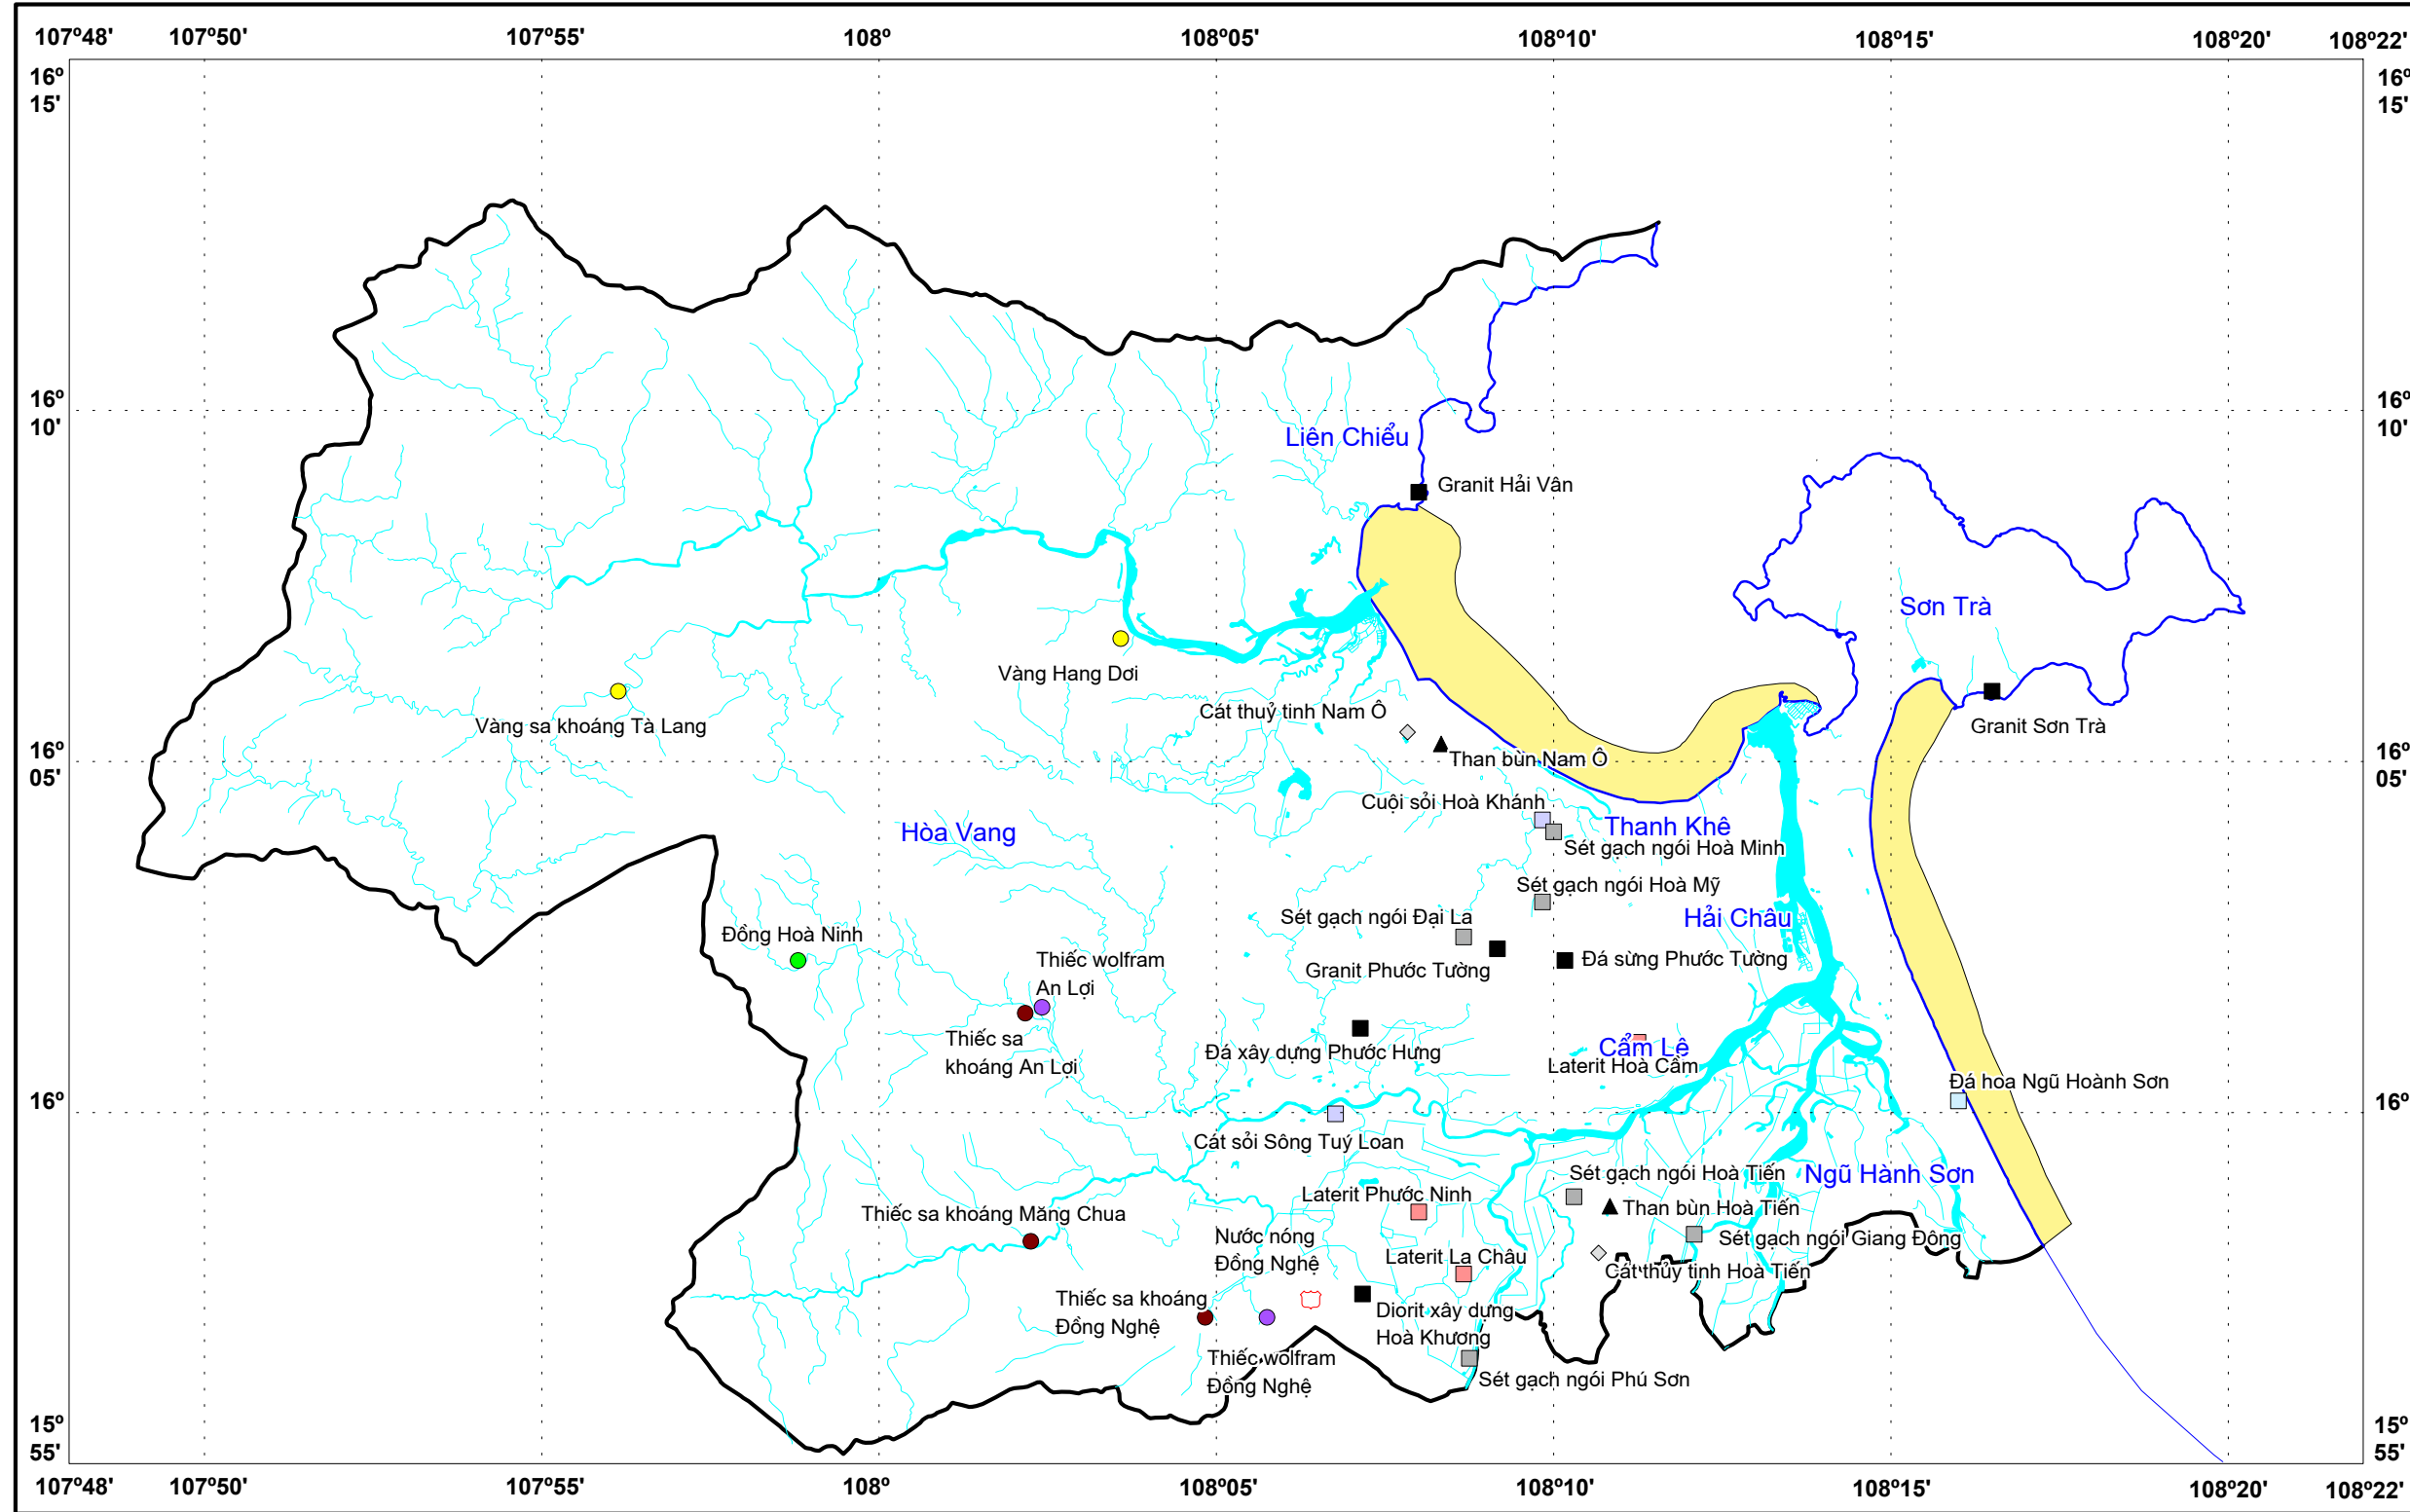 107º48' 107º50' 107º55' 108º 108º05' 108º10' 108º15' 108º20' 108º22'
16º 16º
15' 15'
16º 16º
10' 10'
Liên Chiểu
Granit Hải Vân
Sơn Trà
Vàng Hang Dơi
Cát thuỷ tinh Nam Ô
Vàng sa khoáng Tà Lang
Granit Sơn Trà
16º 16º
05' 05'
Than bùn Nam Ô
Cuội sỏi Hoà Khánh
Hòa Vang
Thanh Khê
Sét gạch ngói Hoà Minh
Sét gạch ngói Hoà Mỹ
Sét gạch ngói Đại La
Hải Châu
Đồng Hoà Ninh
Thiếc wolfram
An Lợi
Granit Phước Tường
Đá sừng Phước Tường
Thiếc sa
khoáng An Lợi
Đá xây dựng Phước Hưng
Cẩm Lệ
Laterit Hoà Cầm
Đá hoa Ngũ Hoành Sơn
16º 16º
Cát sỏi Sông Tuý Loan
Sét gạch ngói Hoà Tiến
Ngũ Hành Sơn
Laterit Phước Ninh
Than bùn Hoà Tiến
Thiếc sa khoáng Măng Chua
Nước nóng
Đồng Nghệ
Sét gạch ngói Giang Đông
Laterit La Châu
Cát thủy tinh Hoà Tiến
Thiếc sa khoáng
Đồng Nghệ
Diorit xây dựng
Hoà Khương
Thiếc wolfram
Đồng Nghệ
Sét gạch ngói Phú Sơn
15º 15º
55' 55'
107º48' 107º50' 107º55' 108º 108º05' 108º10' 108º15' 108º20' 108º22'